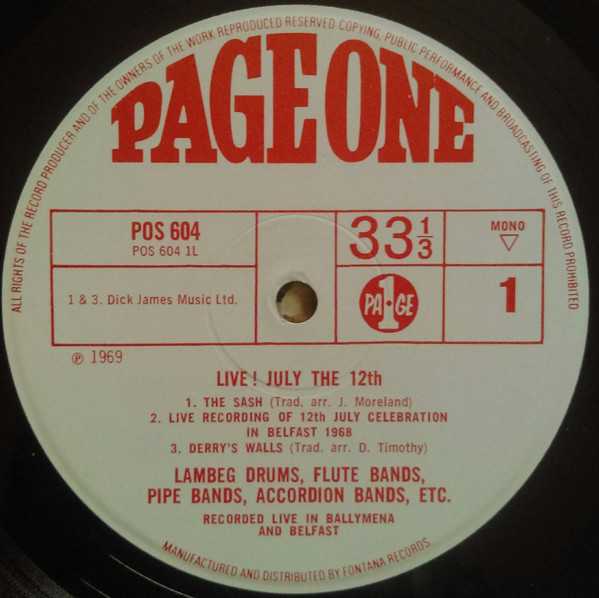 ALL RIGHTS OF THE RECORD PRODUCER AND OF THE OWNERS OF THE WORK REPRODUCED RESERVED COPYING, PUBLIC PERFORMANCE AND BROADCASTING OF THIS RECORD PROHIBITED
PAGE ONE
POS 604
POS 604 1L
33 1/3
MONO
1 & 3. Dick James Music Ltd.
PA·GE
1
1
℗ 1969
LIVE! JULY THE 12th
1. THE SASH (Trad. arr. J. Moreland)
2. LIVE RECORDING OF 12th JULY CELEBRATION
IN BELFAST 1968
3. DERRY'S WALLS (Trad. arr. D. Timothy)
LAMBEG DRUMS, FLUTE BANDS,
PIPE BANDS, ACCORDION BANDS, ETC.
RECORDED LIVE IN BALLYMENA
AND BELFAST
MANUFACTURED AND DISTRIBUTED BY FONTANA RECORDS